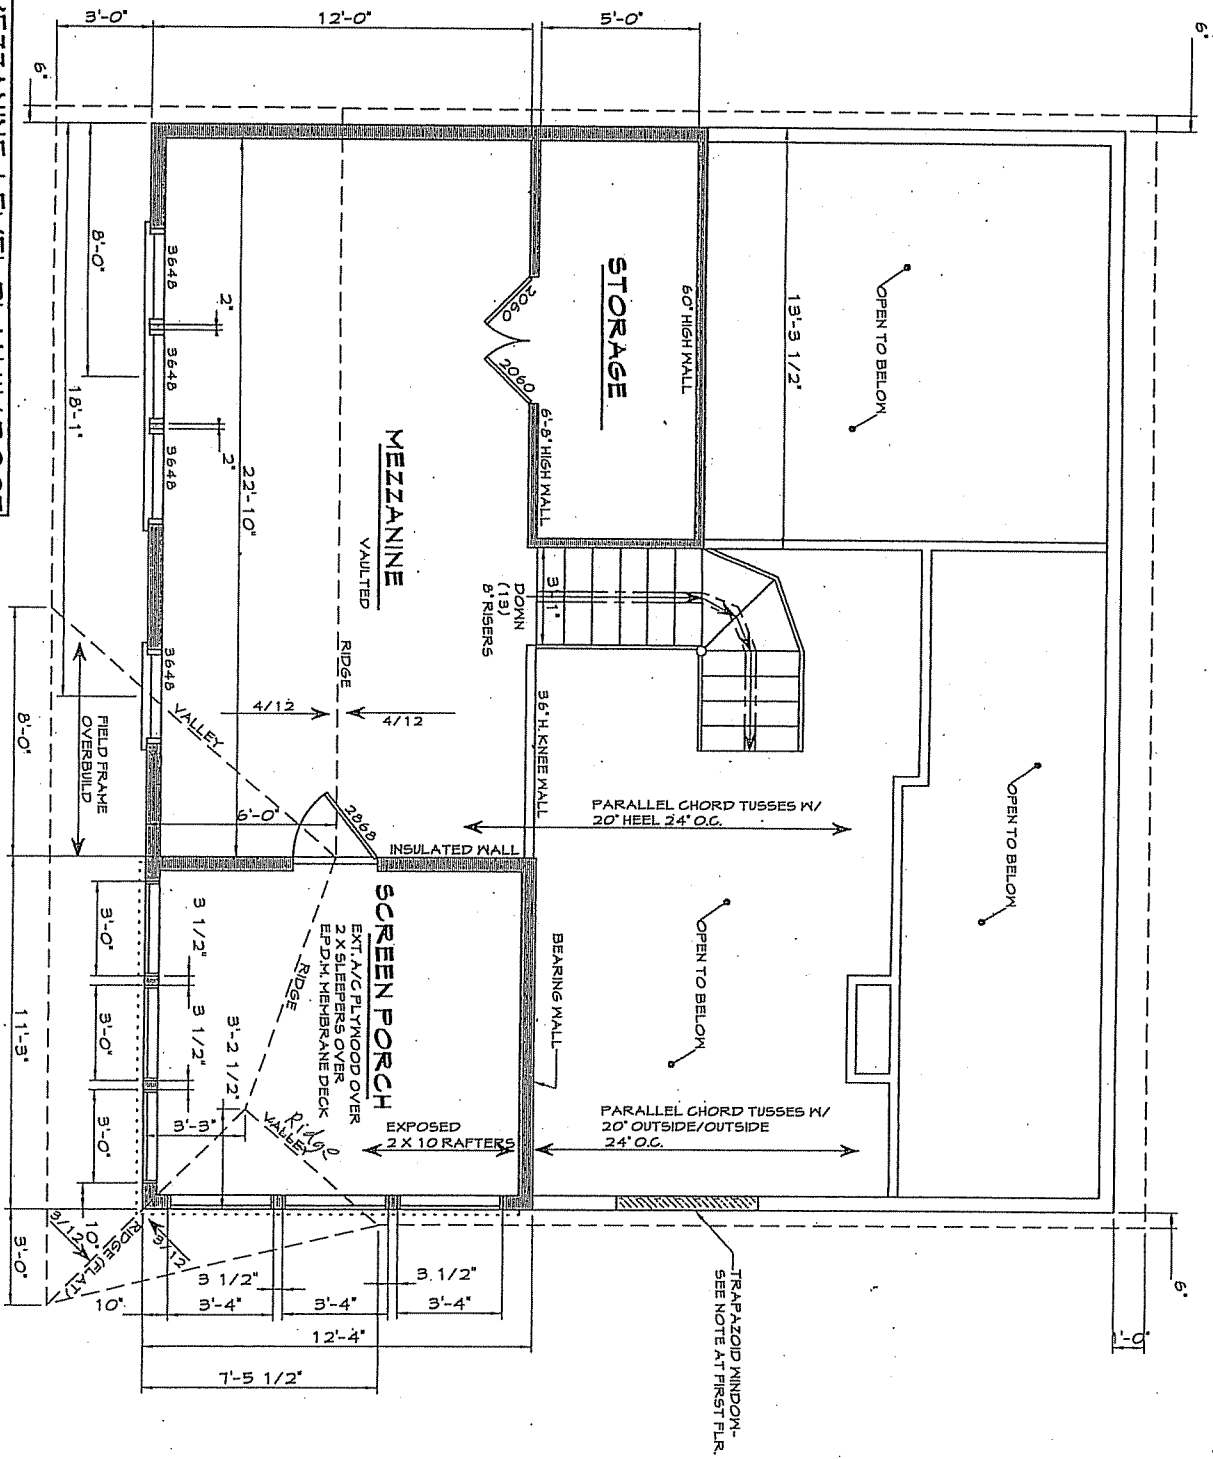 3'-0"
12'-0"
5'-0"
6"
6"
8'-0"
18'-1"
3648
3648
3648
3648
2"
2"
22'-10"
MEZZANINE
VAULTED
STORAGE
60" HIGH WALL
6'-8" HIGH WALL
2060
2060
13'-3 1/2"
OPEN TO BELOW
3'-1"
DOWN
(13)
8" RISERS
36" H. KNEE WALL
RIDGE
4/12
4/12
VALLEY
FIELD FRAME
OVERBUILD
8'-0"
6'-0"
2868
INSULATED WALL
PARALLEL CHORD TUSSES W/
20" HEEL 24" O.C.
OPEN TO BELOW
OPEN TO BELOW
BEARING WALL
SCREEN PORCH
EXT. A/C PLYWOOD OVER
2 X SLEEPERS OVER
E.P.D.M. MEMBRANE DECK
RIDGE
3'-0"
3 1/2"
3'-0"
3 1/2"
3'-0"
11'-3"
3'-2 1/2"
3'-3"
VALLEY
Ridge
EXPOSED
2 X 10 RAFTERS
PARALLEL CHORD TUSSES W/
20" OUTSIDE/OUTSIDE
24" O.C.
10"
3'-0"
3/12
RIDGE (FLAT)
3/12
10"
3 1/2"
3.1/2"
3'-4"
3'-4"
3'-4"
12'-4"
7'-5 1/2"
TRAPAZOID WINDOW-
SEE NOTE AT FIRST FLR.
6"
1'-0"